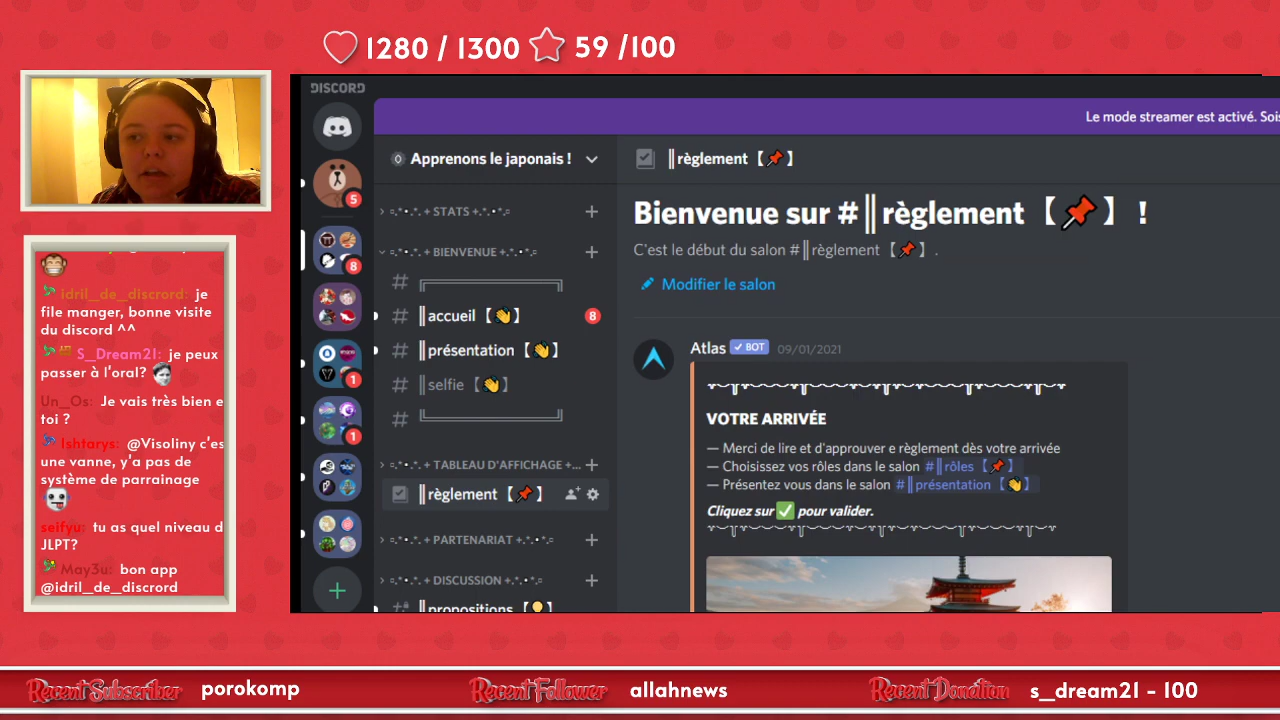 1280 / 1300 59 /100
DISCORD
Le mode streamer est activé. Sois
Apprenons le japonais !
+ STATS +
+ BIENVENUE +
# ║accueil【👋】 8
# ║présentation【👋】
# ║selfie【👋】
+ TABLEAU D'AFFICHAGE +...
║règlement【📌】
+ PARTENARIAT +
+ DISCUSSION +
║propositions【💡】
5
8
1
1
║règlement【📌】
Bienvenue sur #║règlement【📌】 !
C'est le début du salon #║règlement【📌】.
Modifier le salon
Atlas ✓ BOT 09/01/2021
VOTRE ARRIVÉE
— Merci de lire et d'approuver e règlement dès votre arrivée
— Choisissez vos rôles dans le salon #║rôles【📌】
— Présentez vous dans le salon #║présentation【👋】
Cliquez sur ✅ pour valider.
idril_de_discrord: je
file manger, bonne visite
du discord ^^
S_Dream21: je peux
passer à l'oral?
Un_Os: Je vais très bien e
toi ?
Ishtarys: @Visoliny c'es
une vanne, y'a pas de
système de parrainage
seifyu: tu as quel niveau d
JLPT?
May3u: bon app
@idril_de_discrord
Recent Subscriber porokomp
Recent Follower allahnews
Recent Donation s_dream21 - 100